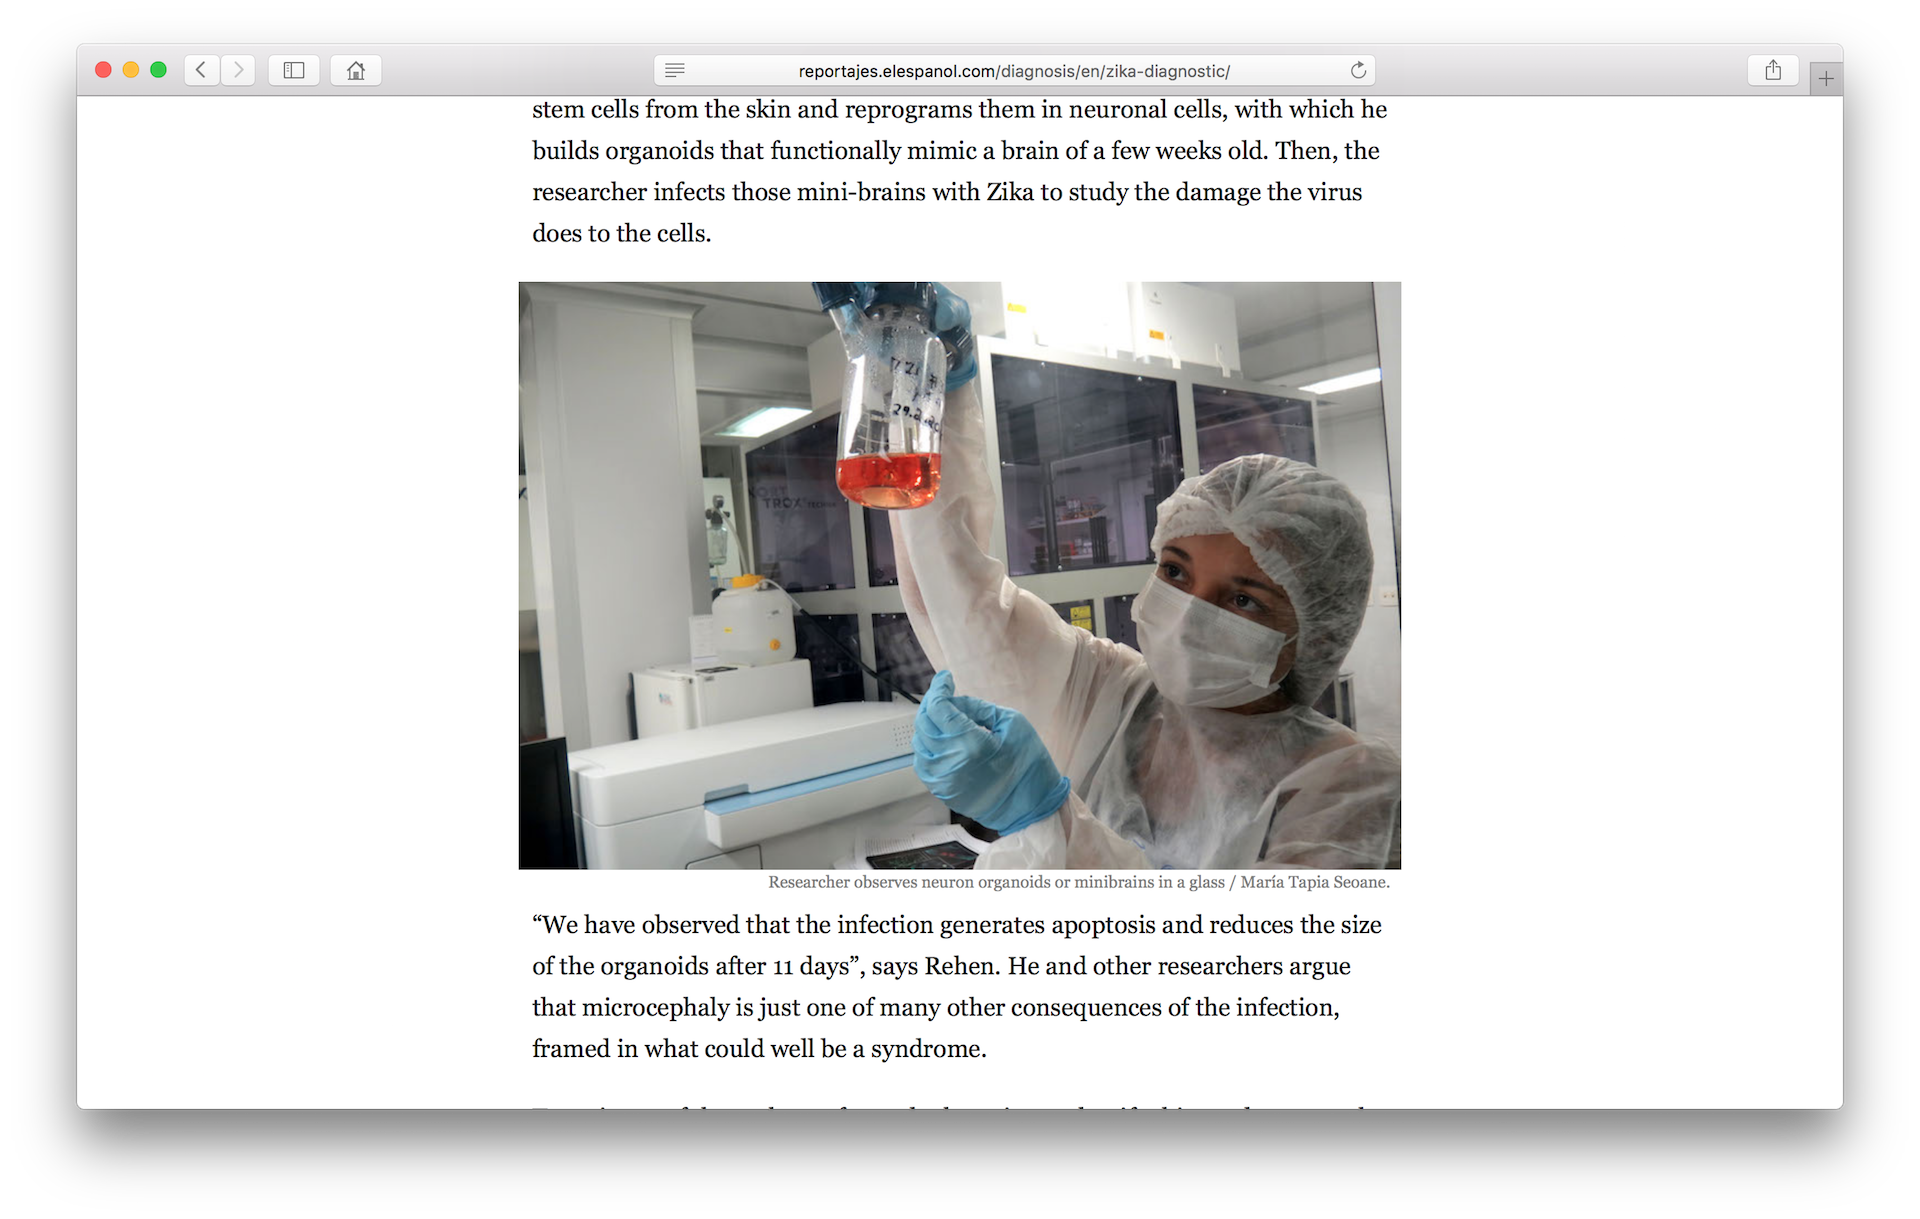 reportajes.elespanol.com/diagnosis/en/zika-diagnostic/
stem cells from the skin and reprograms them in neuronal cells, with which he
builds organoids that functionally mimic a brain of a few weeks old. Then, the
researcher infects those mini-brains with Zika to study the damage the virus
does to the cells.
TROX
Researcher observes neuron organoids or minibrains in a glass / María Tapia Seoane.
“We have observed that the infection generates apoptosis and reduces the size
of the organoids after 11 days”, says Rehen. He and other researchers argue
that microcephaly is just one of many other consequences of the infection,
framed in what could well be a syndrome.